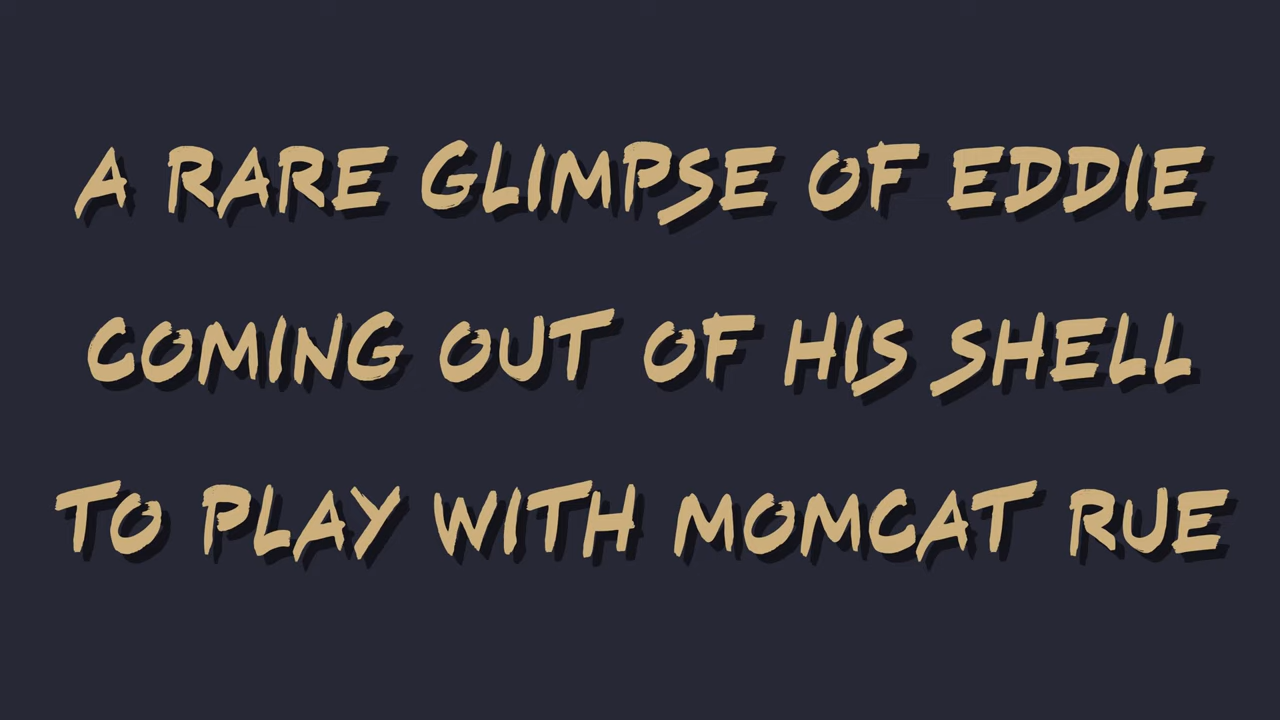 A RARE GLIMPSE OF EDDIE
COMING OUT OF HIS SHELL
TO PLAY WITH MOMCAT RUE